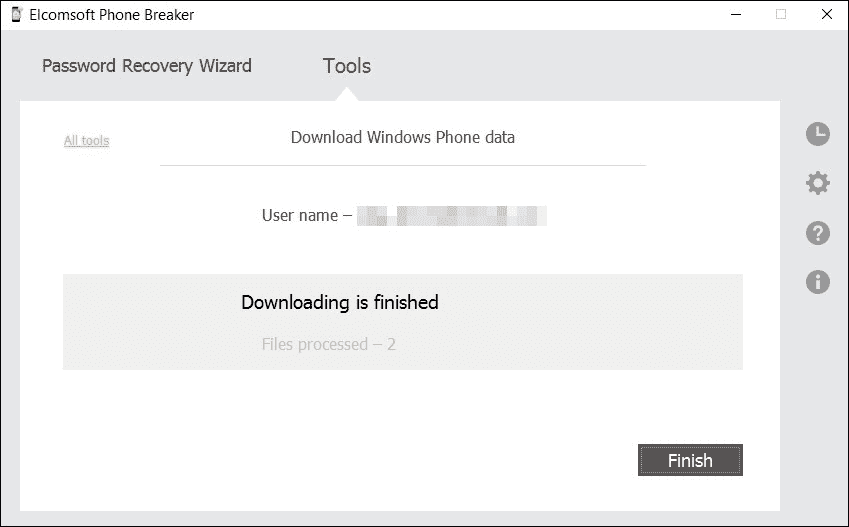 Elcomsoft Phone Breaker
Password Recovery Wizard
Tools
All tools
Download Windows Phone data
User name –
Downloading is finished
Files processed – 2
Finish